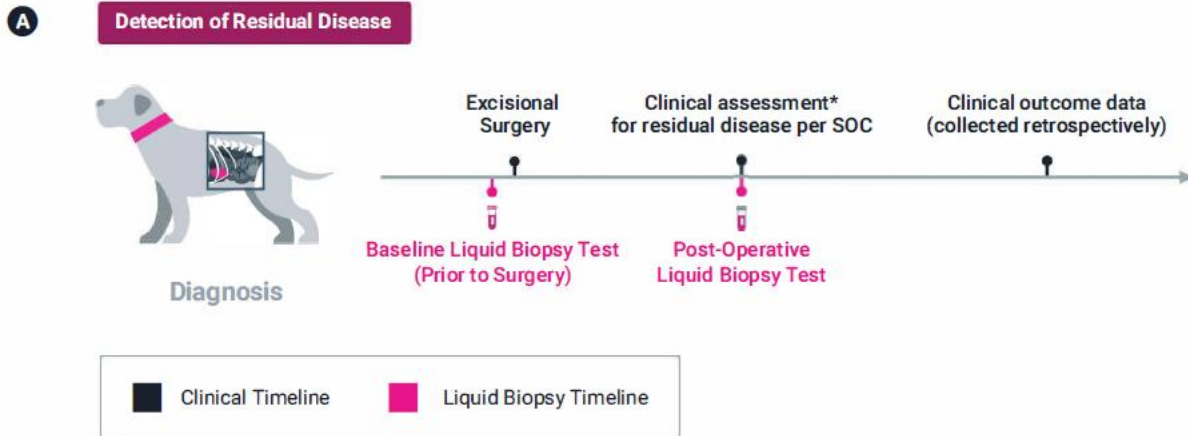 A
Detection of Residual Disease
Excisional
Surgery
Clinical assessment*
for residual disease per SOC
Clinical outcome data
(collected retrospectively)
Baseline Liquid Biopsy Test
(Prior to Surgery)
Post-Operative
Liquid Biopsy Test
Diagnosis
Clinical Timeline
Liquid Biopsy Timeline